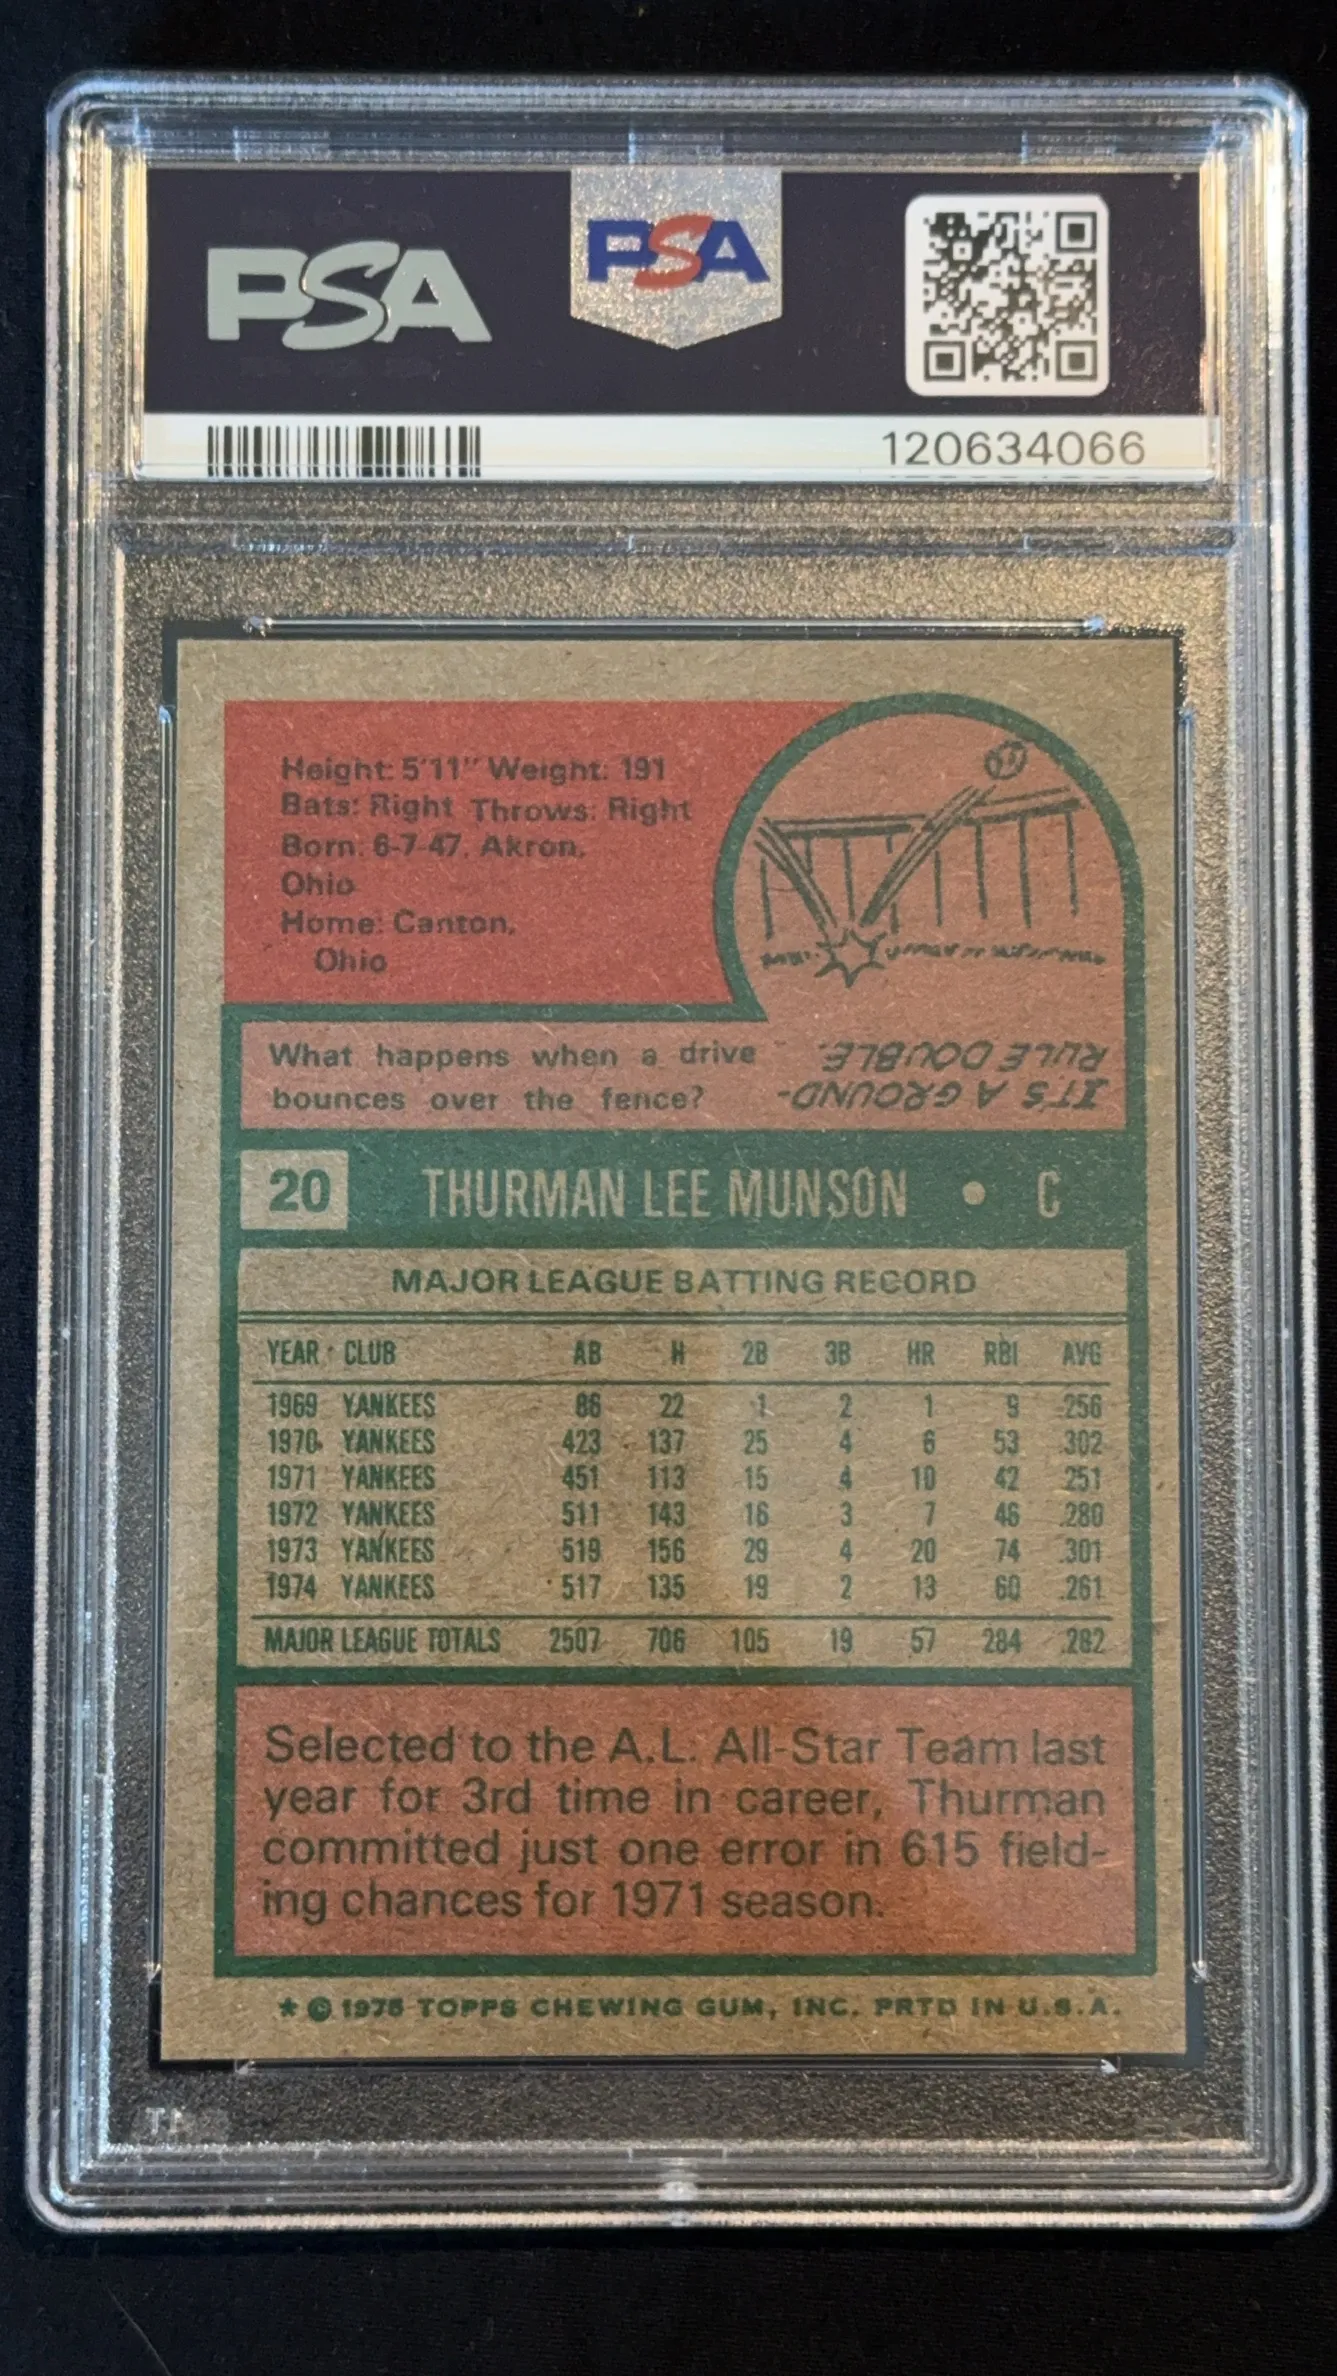 PSA
PSA
120634066
Height: 5'11" Weight: 191
Bats: Right Throws: Right
Born: 6-7-47, Akron,
Ohio
Home: Canton,
Ohio
What happens when a drive
bounces over the fence?
IT'S A GROUND-
RULE DOUBLE.
20 THURMAN LEE MUNSON • C
MAJOR LEAGUE BATTING RECORD
YEAR CLUB AB H 2B 3B HR RBI AVG
1969 YANKEES 86 22 1 2 1 9 .256
1970 YANKEES 423 137 25 4 6 53 .302
1971 YANKEES 451 113 15 4 10 42 .251
1972 YANKEES 511 143 16 3 7 46 .280
1973 YANKEES 519 156 29 4 20 74 .301
1974 YANKEES 517 135 19 2 13 60 .261
MAJOR LEAGUE TOTALS 2507 706 105 19 57 284 .282
Selected to the A.L. All-Star Team last
year for 3rd time in career, Thurman
committed just one error in 615 field-
ing chances for 1971 season.
* © 1975 TOPPS CHEWING GUM, INC. PRTD IN U.S.A.